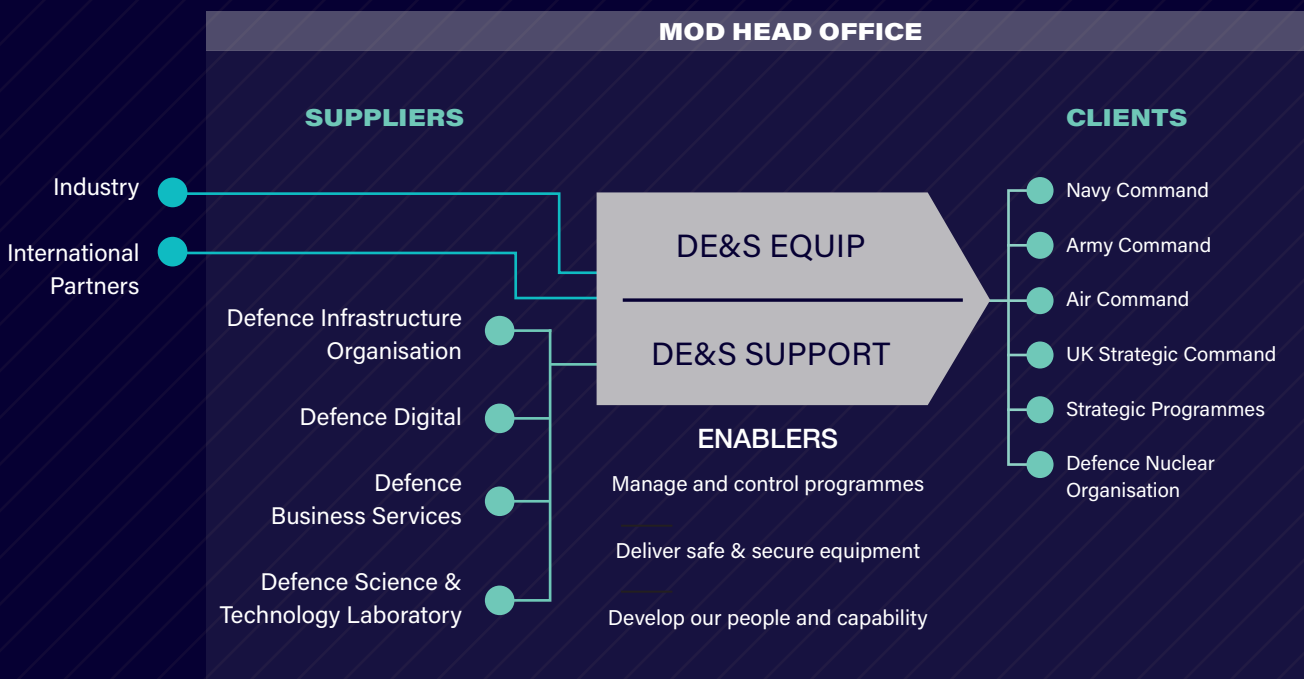 MOD HEAD OFFICE
SUPPLIERS
Industry
International
Partners
Defence Infrastructure
Organisation
Defence Digital
Defence
Business Services
Defence Science &
Technology Laboratory
DE&S EQUIP
DE&S SUPPORT
ENABLERS
Manage and control programmes
Deliver safe & secure equipment
Develop our people and capability
CLIENTS
Navy Command
Army Command
Air Command
UK Strategic Command
Strategic Programmes
Defence Nuclear
Organisation